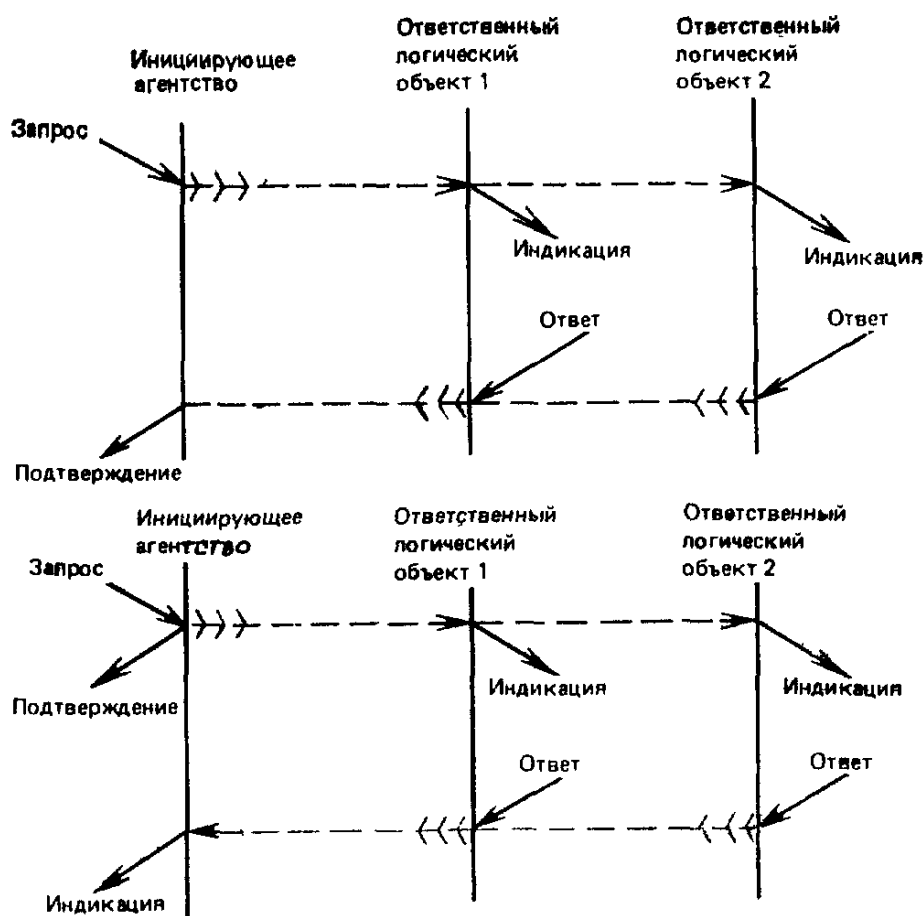 Инициирующее
агентство
Ответственный
логический
объект 1
Ответственный
логический
объект 2
Запрос
Индикация
Индикация
Ответ
Ответ
Подтверждение
Инициирующее
агентство
Ответственный
логический
объект 1
Ответственный
логический
объект 2
Запрос
Подтверждение
Индикация
Индикация
Ответ
Ответ
Индикация